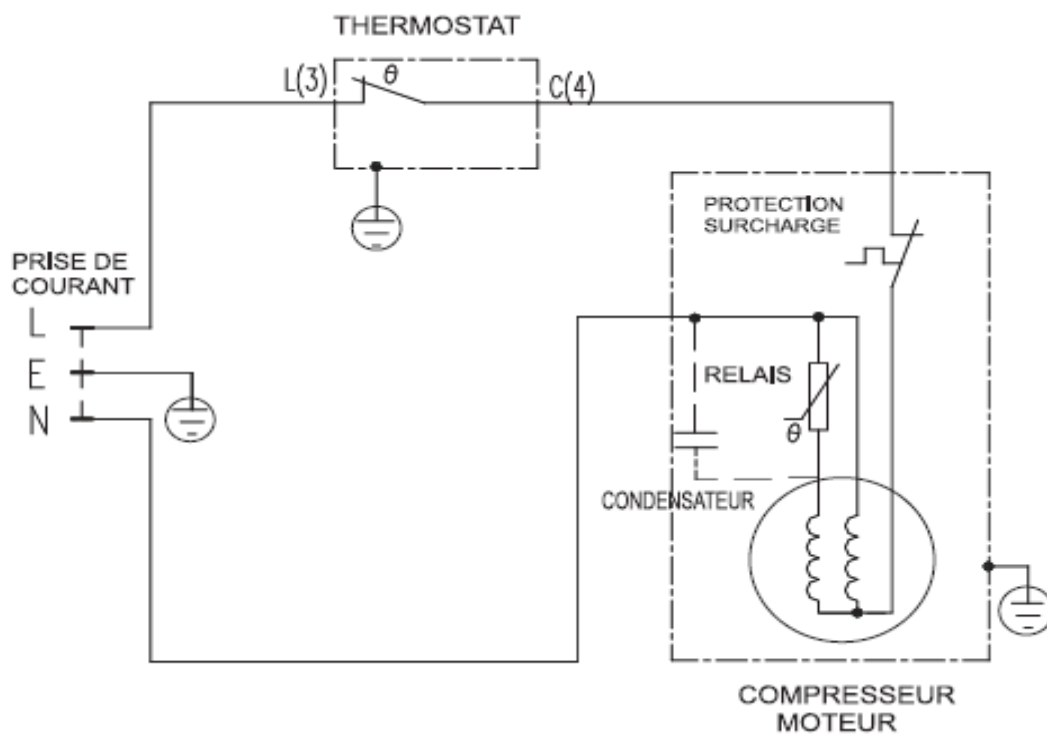 THERMOSTAT
L(3)
θ
C(4)
PROTECTION
SURCHARGE
PRISE DE
COURANT
L
E
N
RELAIS
θ
CONDENSATEUR
COMPRESSEUR
MOTEUR